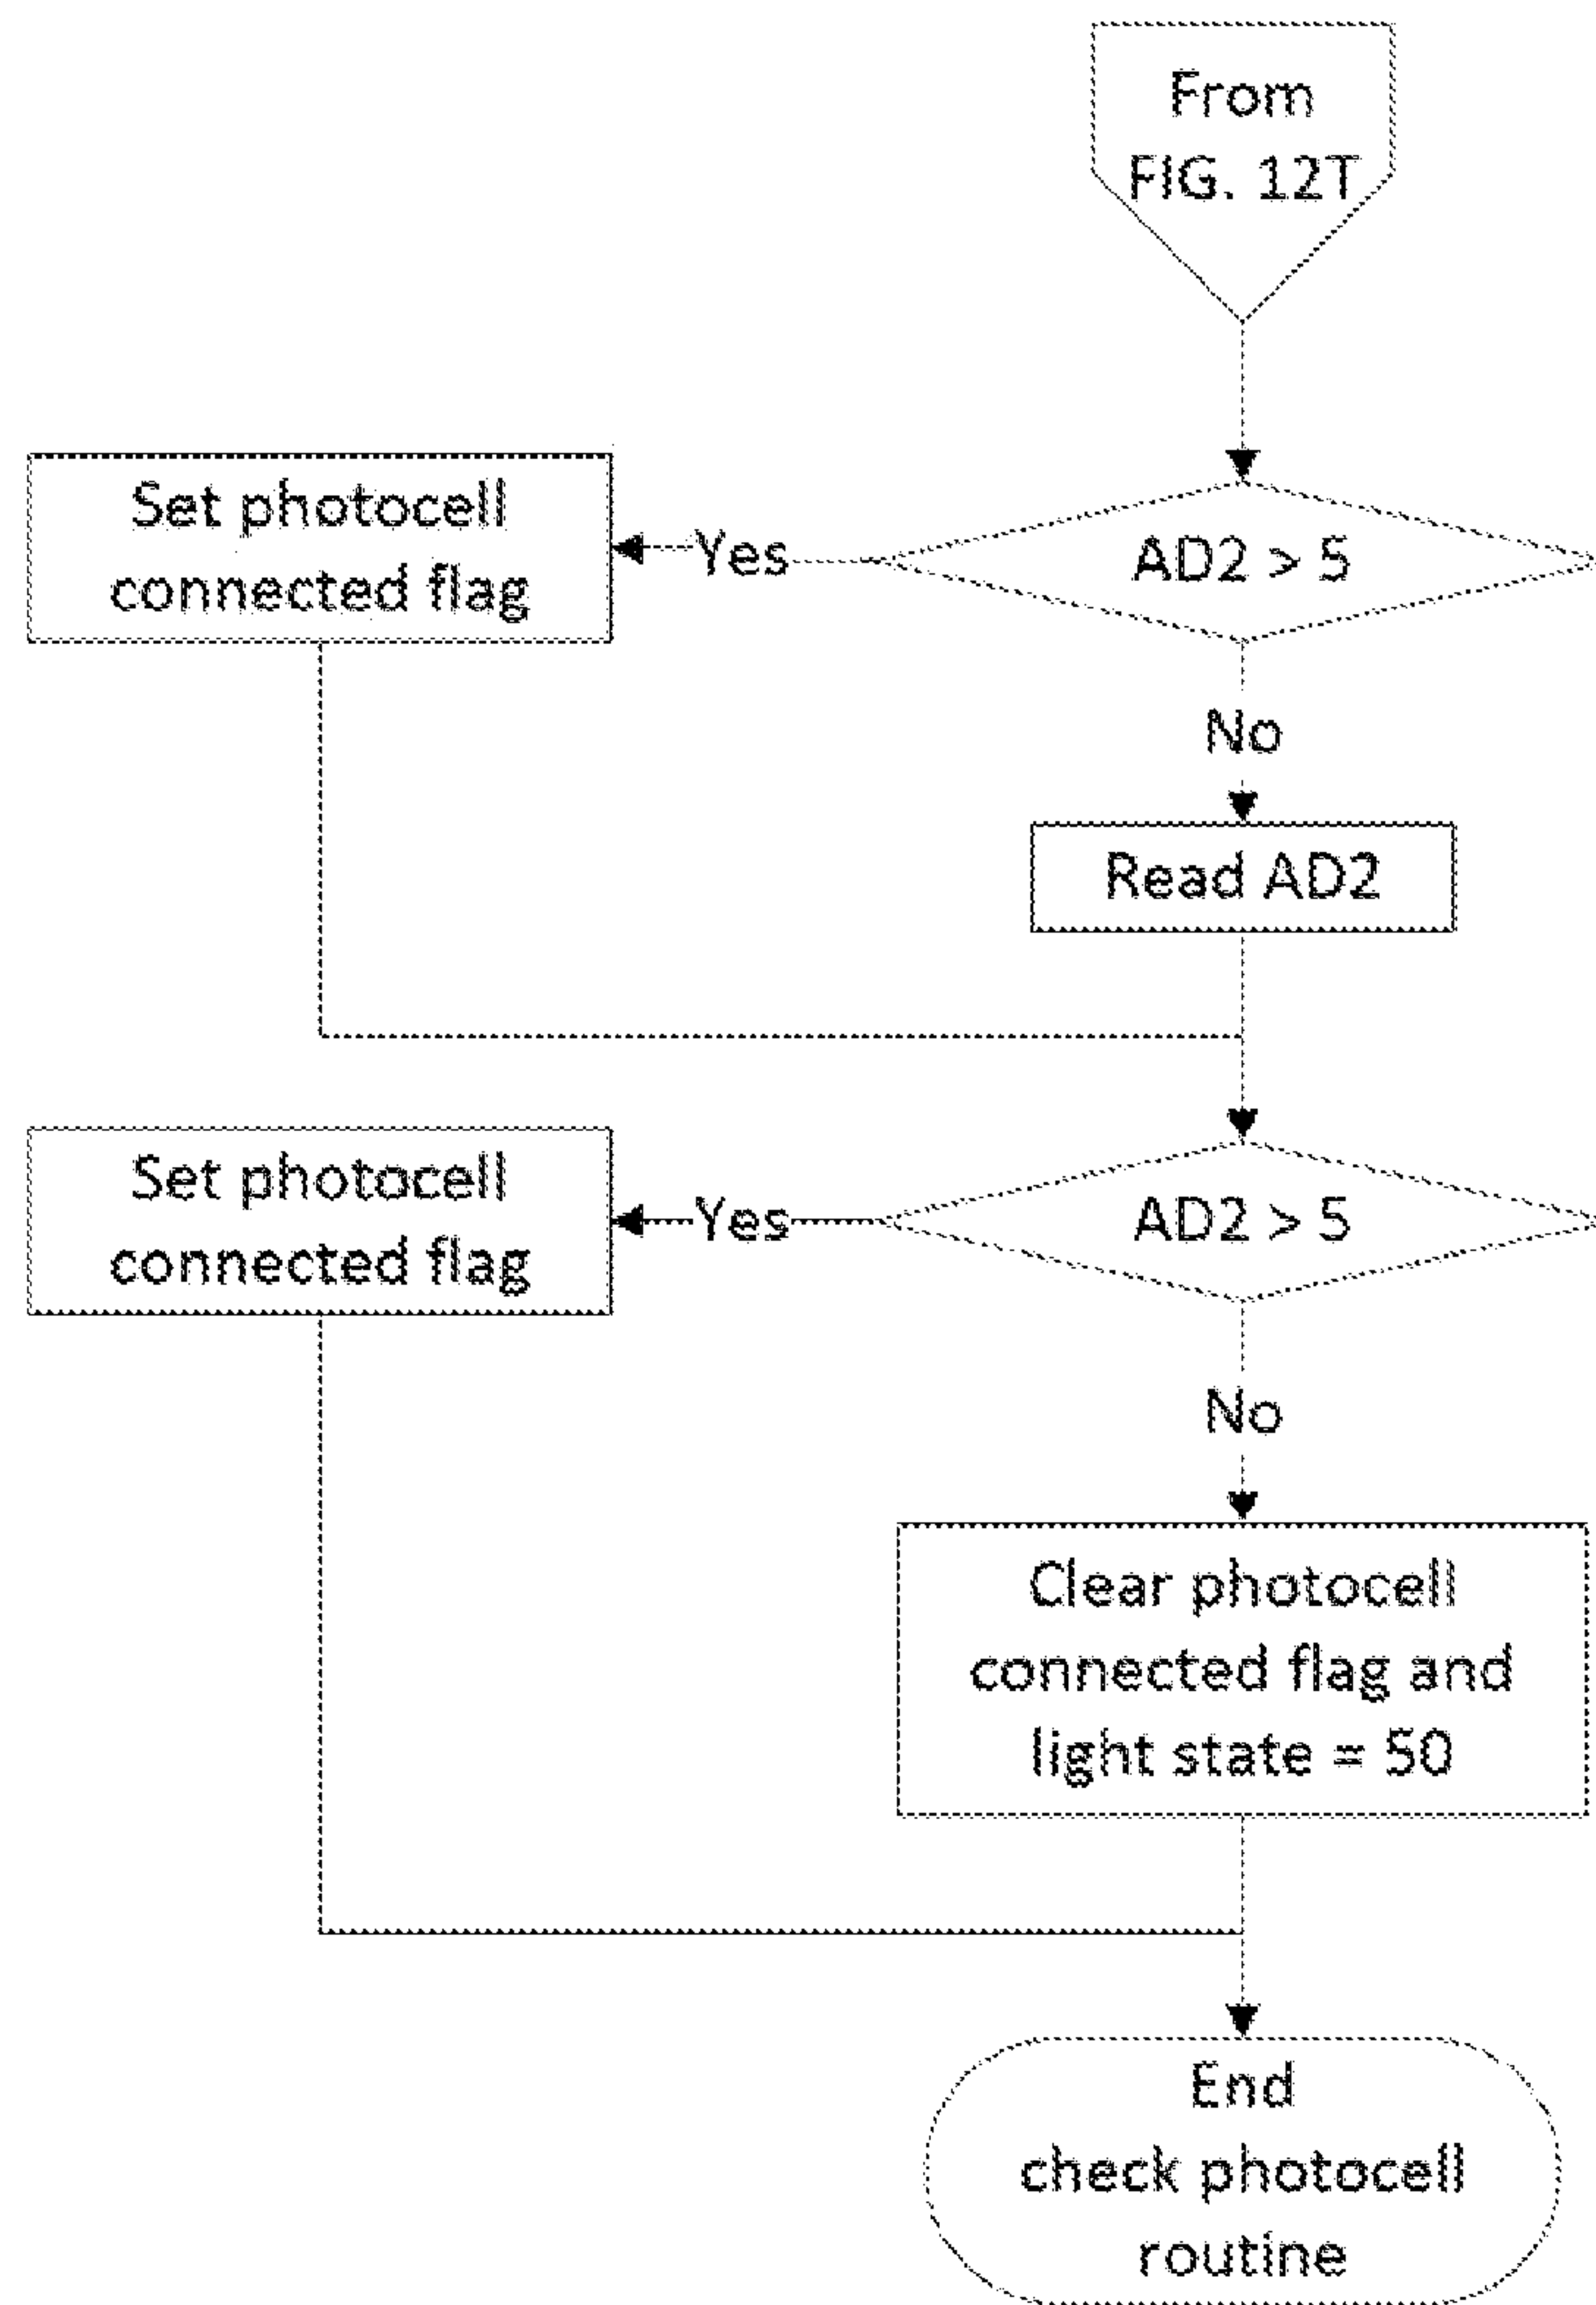 From
FIG. 12T
Set photocell
connected flag
Yes
AD2 > 5
No
Read AD2
Set photocell
connected flag
Yes
AD2 > 5
No
Clear photocell
connected flag and
light state = 50
End
check photocell
routine